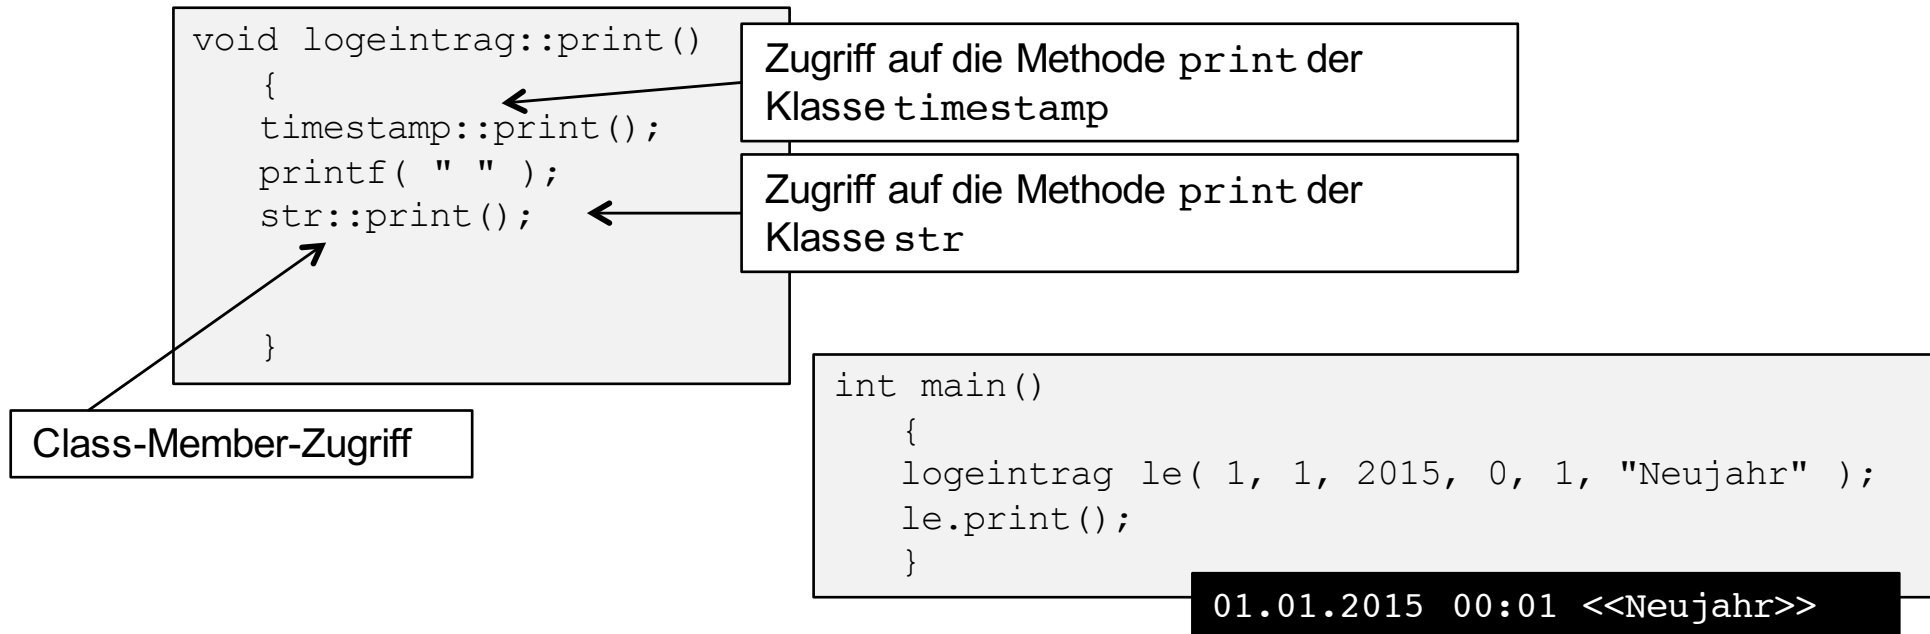 void logeintrag::print()
{
timestamp::print();
printf( " " );
str::print();
}
Zugriff auf die Methode print der
Klasse timestamp
Zugriff auf die Methode print der
Klasse str
Class-Member-Zugriff
int main()
{
logeintrag le( 1, 1, 2015, 0, 1, "Neujahr" );
le.print();
}
01.01.2015 00:01 <<Neujahr>>